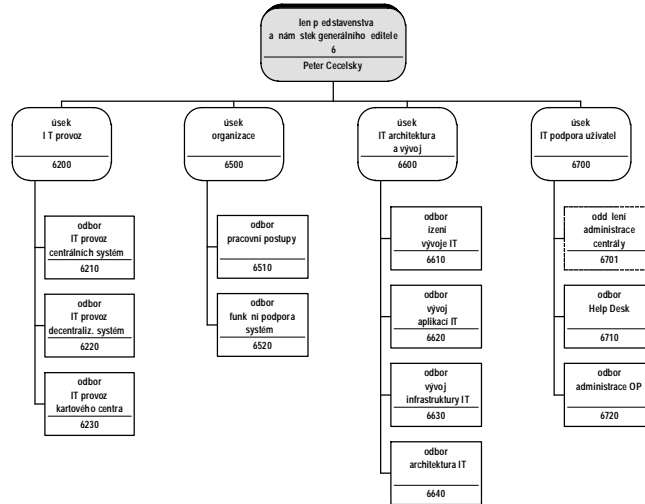 len p edstavenstva
a nám stek generálního editele
6
Peter Cecelsky
úsek
I T provoz
6200
odbor
IT provoz
centrálních systém
6210
odbor
IT provoz
decentraliz. systém
6220
odbor
IT provoz
kartového centra
6230
úsek
organizace
6500
odbor
pracovní postupy
6510
odbor
funk ní podpora
systém
6520
úsek
IT architektura
a vývoj
6600
odbor
ízení
vývoje IT
6610
odbor
vývoj
aplikací IT
6620
odbor
vývoj
infrastruktury IT
6630
odbor
architektura IT
6640
úsek
IT podpora uživatel
6700
odd lení
administrace
centrály
6701
odbor
Help Desk
6710
odbor
administrace OP
6720